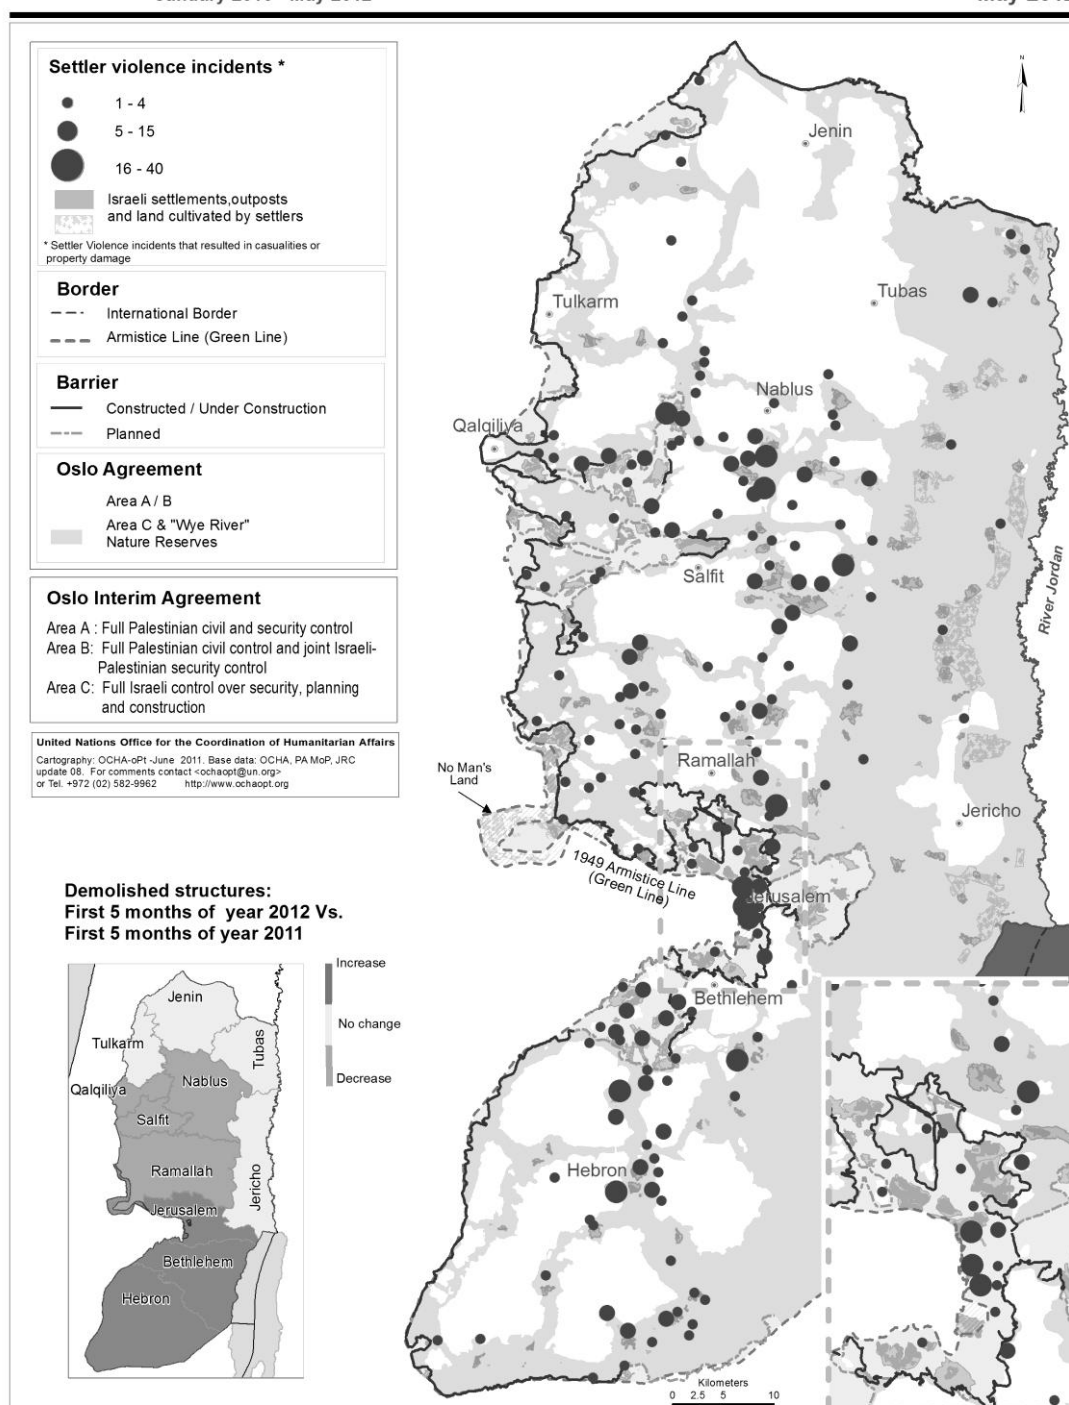 Settler violence incidents *
1 - 4
5 - 15
16 - 40
Israeli settlements,outposts
and land cultivated by settlers
* Settler Violence incidents that resulted in casualities or
property damage
Border
International Border
Armistice Line (Green Line)
Barrier
Constructed / Under Construction
Planned
Oslo Agreement
Area A / B
Area C & "Wye River"
Nature Reserves
Oslo Interim Agreement
Area A : Full Palestinian civil and security control
Area B: Full Palestinian civil control and joint Israeli-
Palestinian security control
Area C: Full Israeli control over security, planning
and construction
United Nations Office for the Coordination of Humanitarian Affairs
Cartography: OCHA-oPt -June 2011. Base data: OCHA, PA MoP, JRC
update 08. For comments contact <ochaopt@un.org>
or Tel. +972 (02) 582-9962 http://www.ochaopt.org
N
Jenin
Tubas
Tulkarm
Nablus
Qalqiliya
Salfit
River Jordan
Ramallah
No Man's
Land
Jericho
1949 Armistice Line
(Green Line)
Jerusalem
Bethlehem
Hebron
Kilometers
0 2.5 5 10
Demolished structures:
First 5 months of year 2012 Vs.
First 5 months of year 2011
Increase
No change
Decrease
Jenin
Tulkarm
Tubas
Nablus
Qalqiliya
Salfit
Ramallah
Jericho
Jerusalem
Bethlehem
Hebron